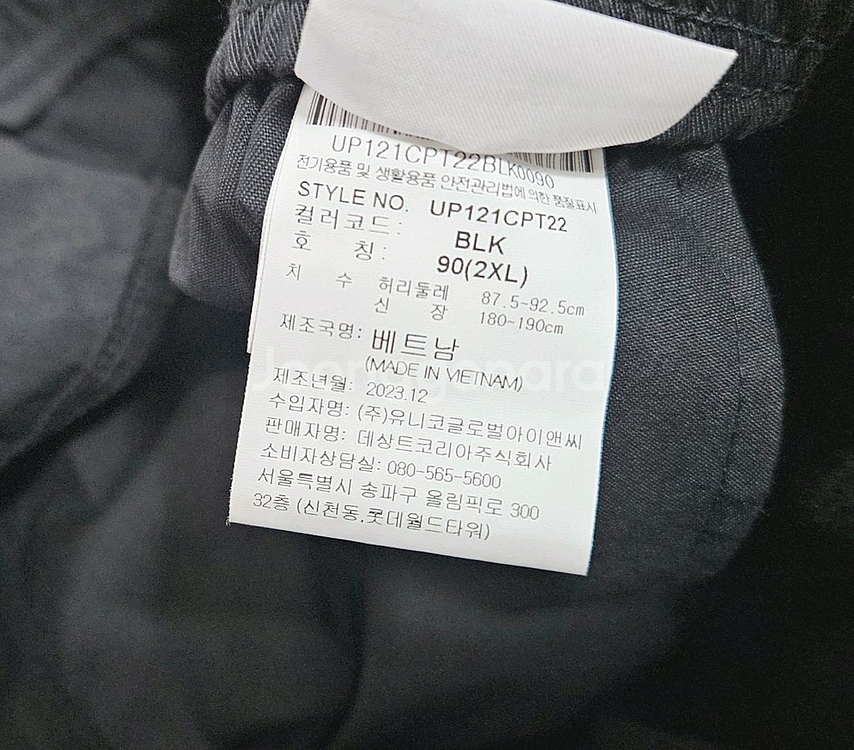 UP121CPT22BLK0090
전기용품 및 생활용품 안전관리법에 의한 품질표시
STYLE NO. UP121CPT22
컬러코드: BLK
호 칭: 90(2XL)
치 수 허리둘레 87.5~92.5cm
신 장 180~190cm
제조국명: 베트남
(MADE IN VIETNAM)
제조년월: 2023.12
수입자명: (주)유니코글로벌아이앤씨
판매자명: 데상트코리아주식회사
소비자상담실: 080-565-5600
서울특별시 송파구 올림픽로 300
32층 (신천동,롯데월드타워)
Joonggonara